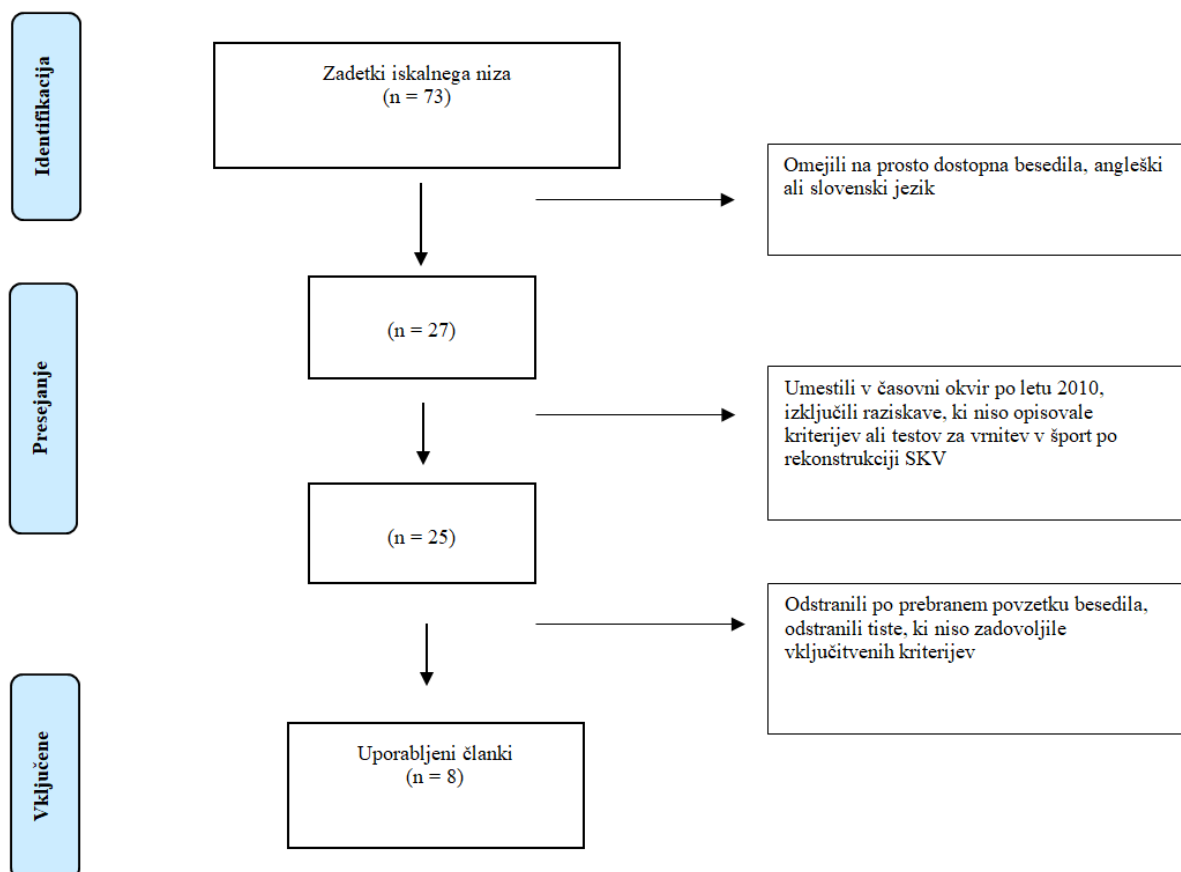 Identifikacija
Zadetki iskalnega niza
(n = 73)
Omejili na prosto dostopna besedila, angleški
ali slovenski jezik
Presejanje
(n = 27)
Umestili v časovni okvir po letu 2010,
izključili raziskave, ki niso opisovale
kriterijev ali testov za vrnitev v šport po
rekonstrukciji SKV
(n = 25)
Odstranili po prebranem povzetku besedila,
odstranili tiste, ki niso zadovoljile
vključitvenih kriterijev
Vključene
Uporabljeni članki
(n = 8)